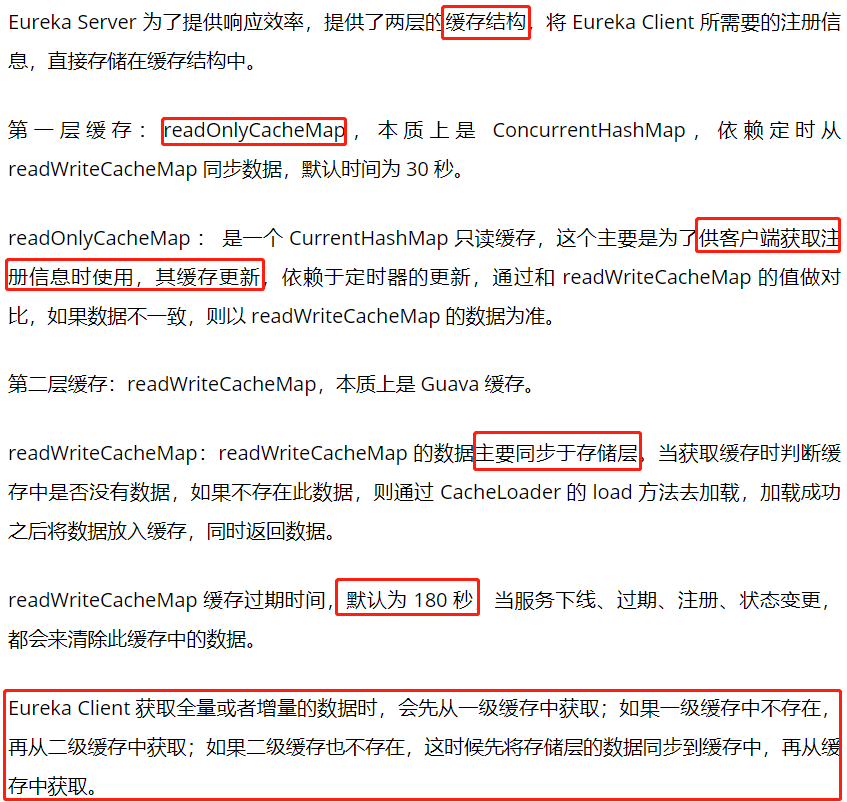 Eureka Server 为了提供响应效率，提供了两层的缓存结构，将 Eureka Client 所需要的注册信
息，直接存储在缓存结构中。
第一层缓存：readOnlyCacheMap，本质上是 ConcurrentHashMap，依赖定时从
readWriteCacheMap 同步数据，默认时间为 30 秒。
readOnlyCacheMap ： 是一个 CurrentHashMap 只读缓存，这个主要是为了供客户端获取注
册信息时使用，其缓存更新，依赖于定时器的更新，通过和 readWriteCacheMap 的值做对
比，如果数据不一致，则以 readWriteCacheMap 的数据为准。
第二层缓存：readWriteCacheMap，本质上是 Guava 缓存。
readWriteCacheMap：readWriteCacheMap 的数据主要同步于存储层。当获取缓存时判断缓
存中是否没有数据，如果不存在此数据，则通过 CacheLoader 的 load 方法去加载，加载成功
之后将数据放入缓存，同时返回数据。
readWriteCacheMap 缓存过期时间，默认为 180 秒 当服务下线、过期、注册、状态变更，
都会来清除此缓存中的数据。
Eureka Client 获取全量或者增量的数据时，会先从一级缓存中获取；如果一级缓存中不存在，
再从二级缓存中获取；如果二级缓存也不存在，这时候先将存储层的数据同步到缓存中，再从缓
存中获取。